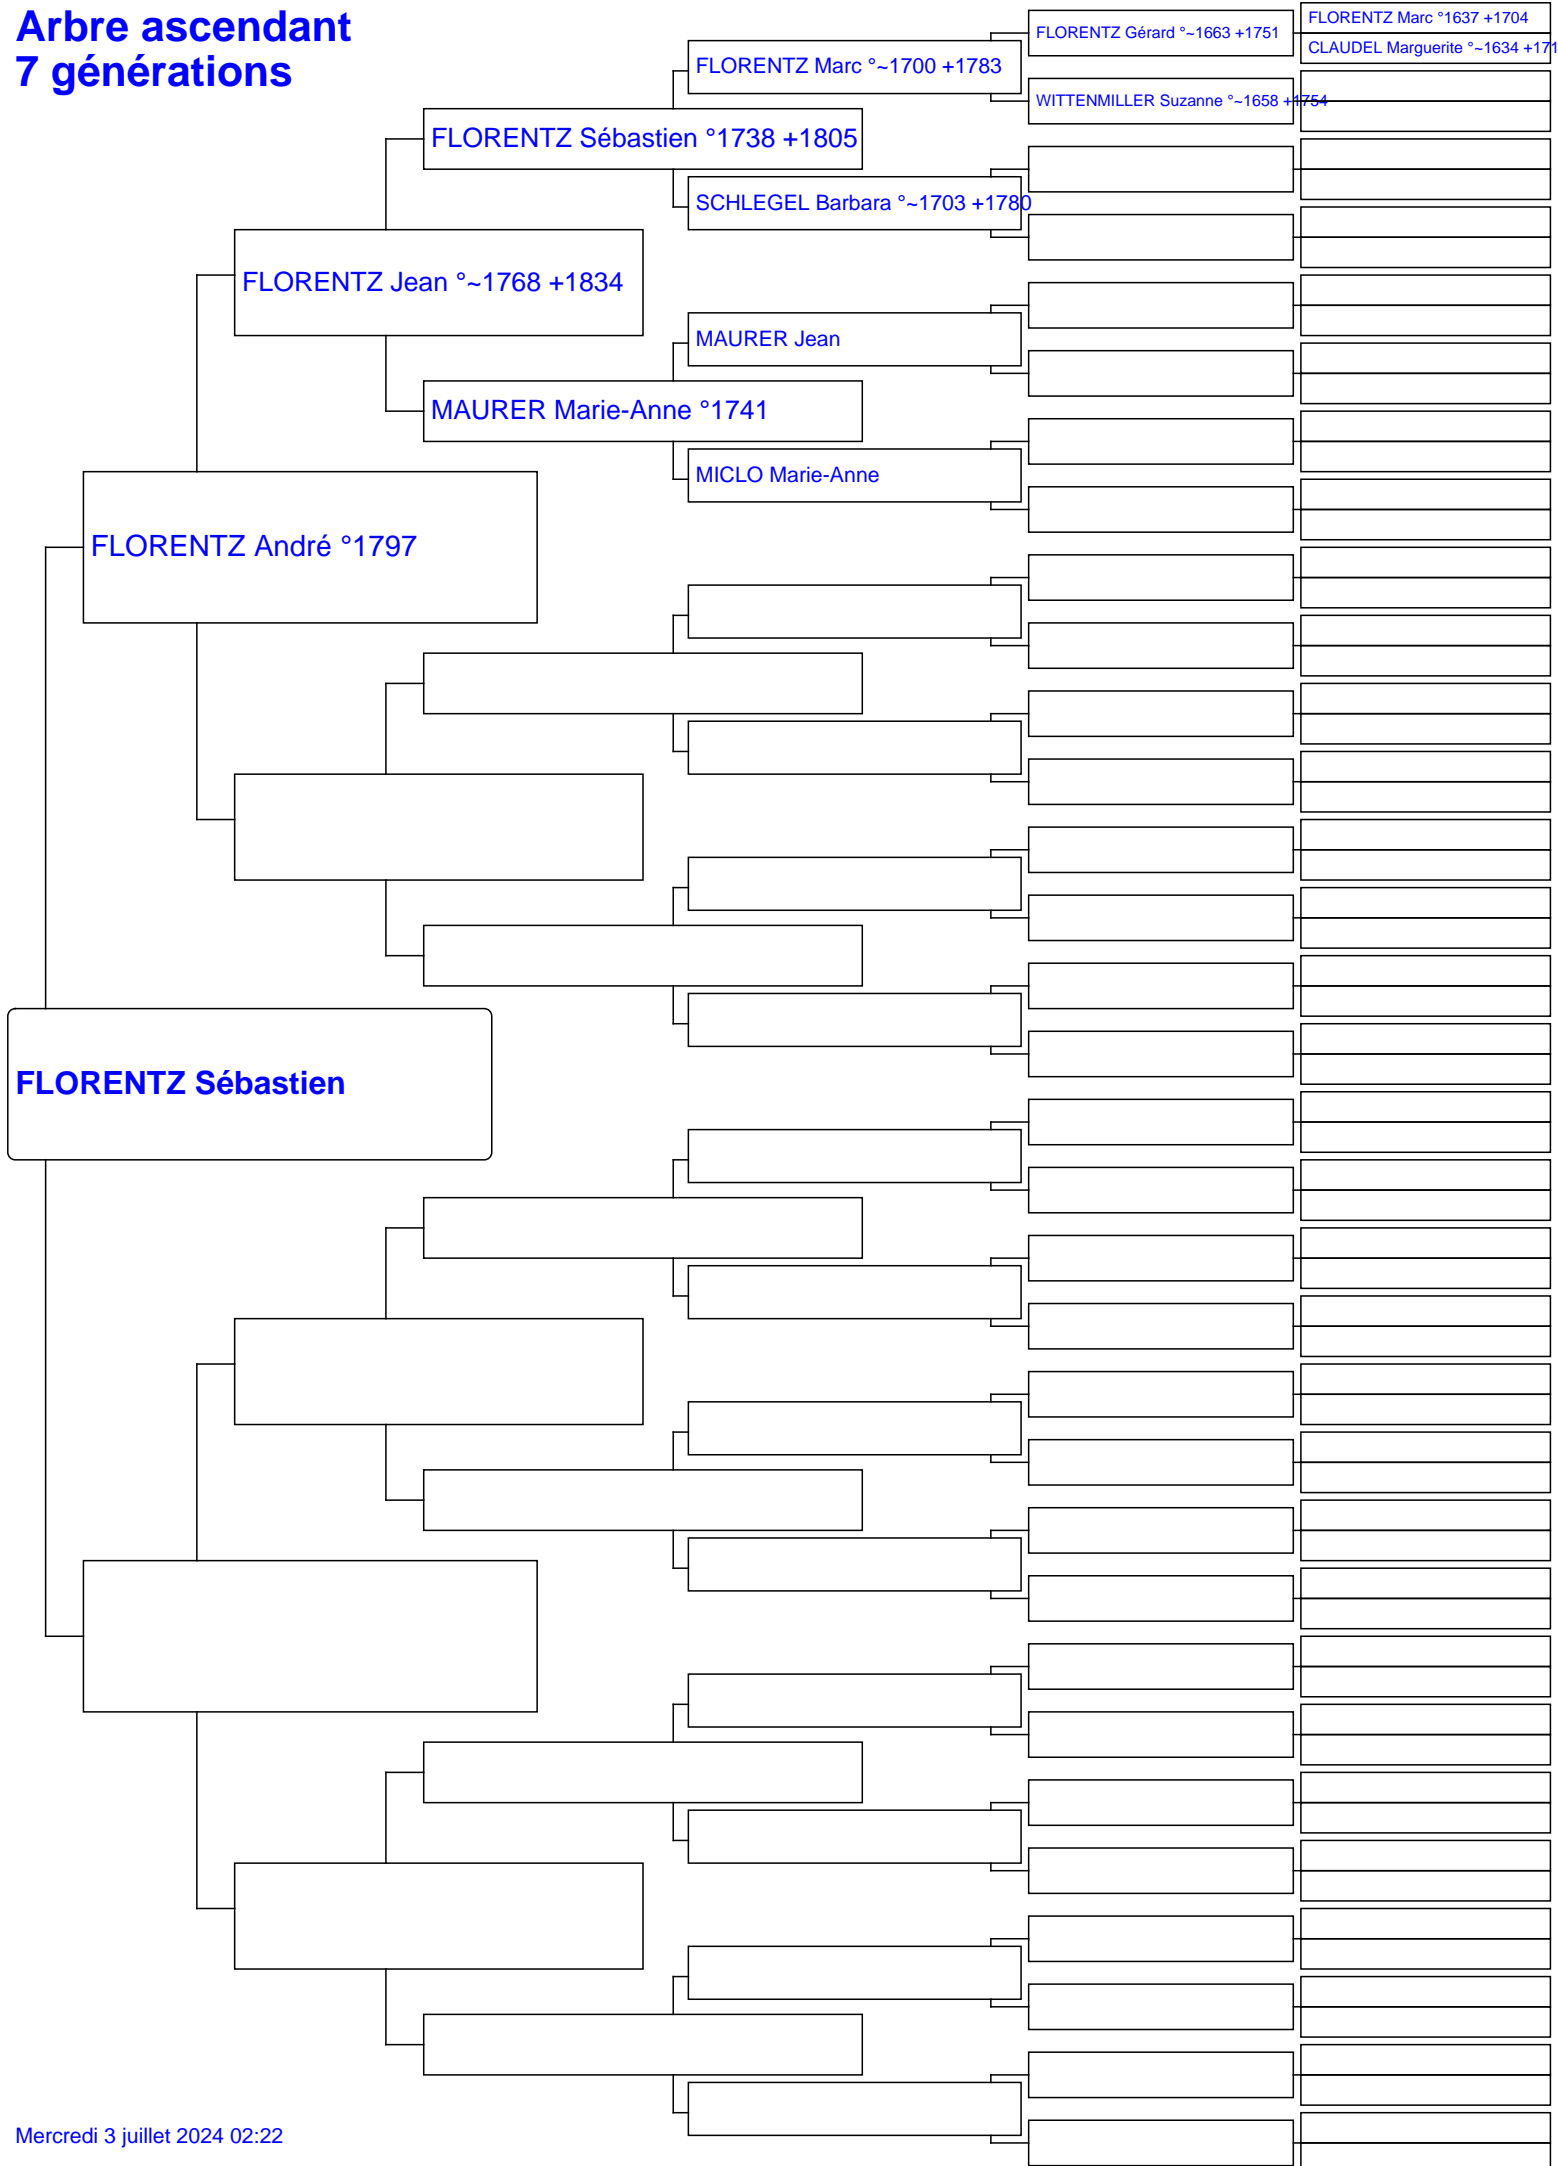 Arbre ascendant
7 générations
FLORENTZ Marc °1637 +1704
FLORENTZ Gérard °~1663 +1751
CLAUDEL Marguerite °~1634 +171
FLORENTZ Marc °~1700 +1783
WITTENMILLER Suzanne °~1658 +1754
FLORENTZ Sébastien °1738 +1805
SCHLEGEL Barbara °~1703 +1780
FLORENTZ Jean °~1768 +1834
MAURER Jean
MAURER Marie-Anne °1741
MICLO Marie-Anne
FLORENTZ André °1797
FLORENTZ Sébastien
Mercredi 3 juillet 2024 02:22